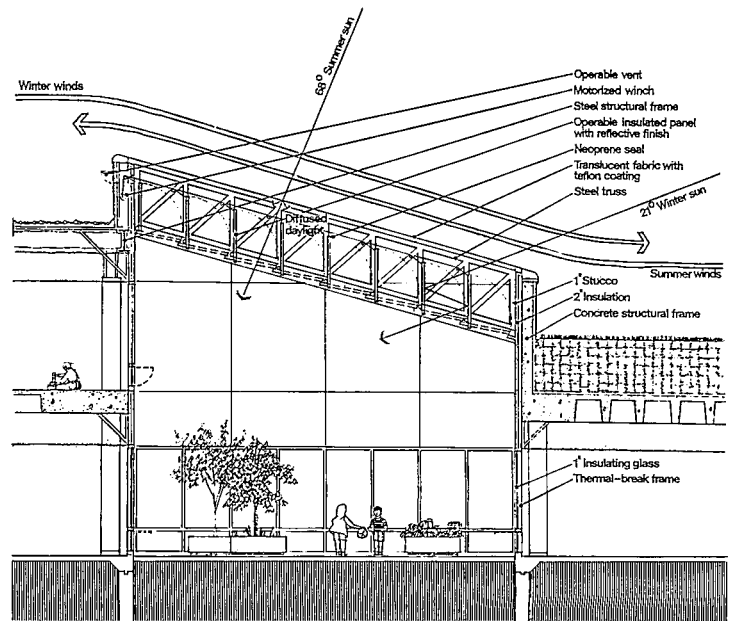 68° Summer sun
Winter winds
Operable vent
Motorized winch
Steel structural frame
Operable insulated panel
with reflective finish
Neoprene seal
Translucent fabric with
teflon coating
Steel truss
21° Winter sun
Diffused
daylight
Summer winds
1" Stucco
2" Insulation
Concrete structural frame
1" Insulating glass
Thermal-break frame